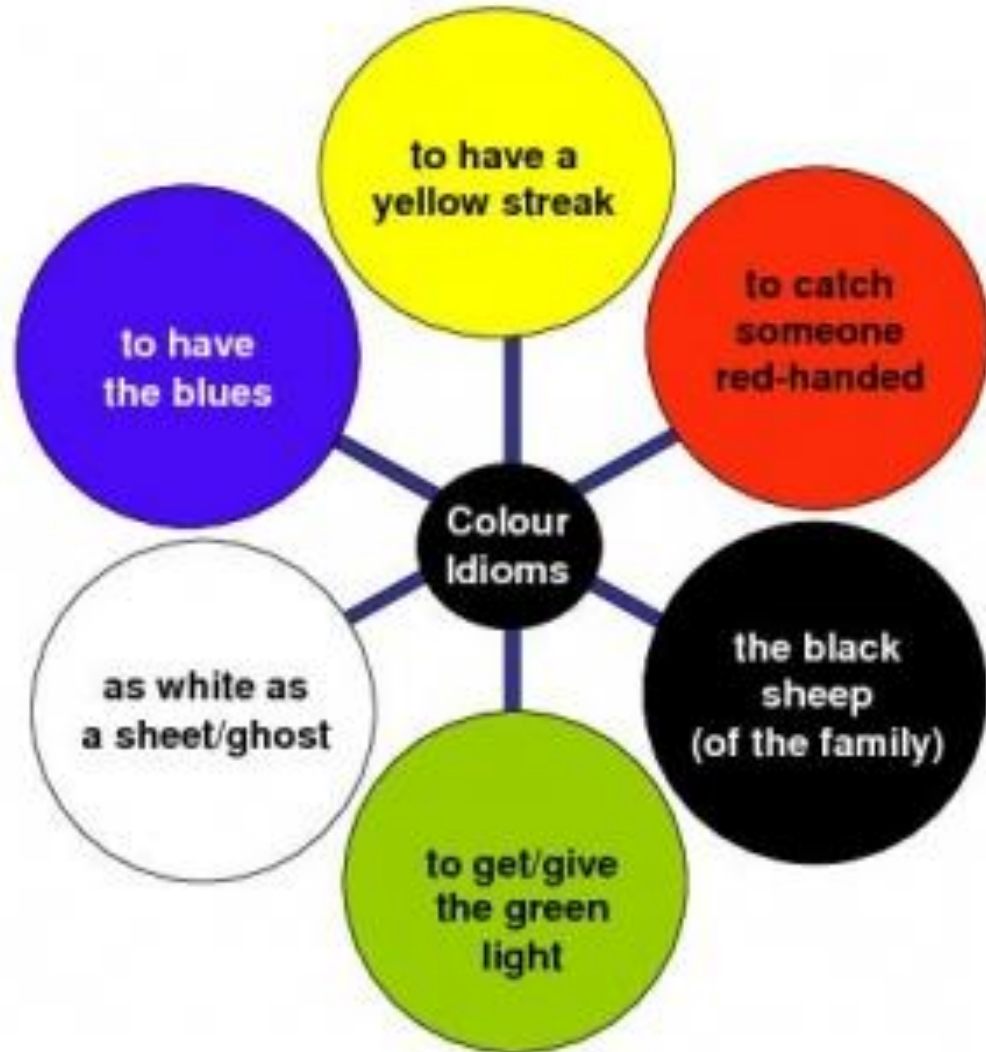 to have a
yellow streak
to catch
someone
red-handed
to have
the blues
Colour
Idioms
the black
sheep
(of the family)
as white as
a sheet/ghost
to get/give
the green
light